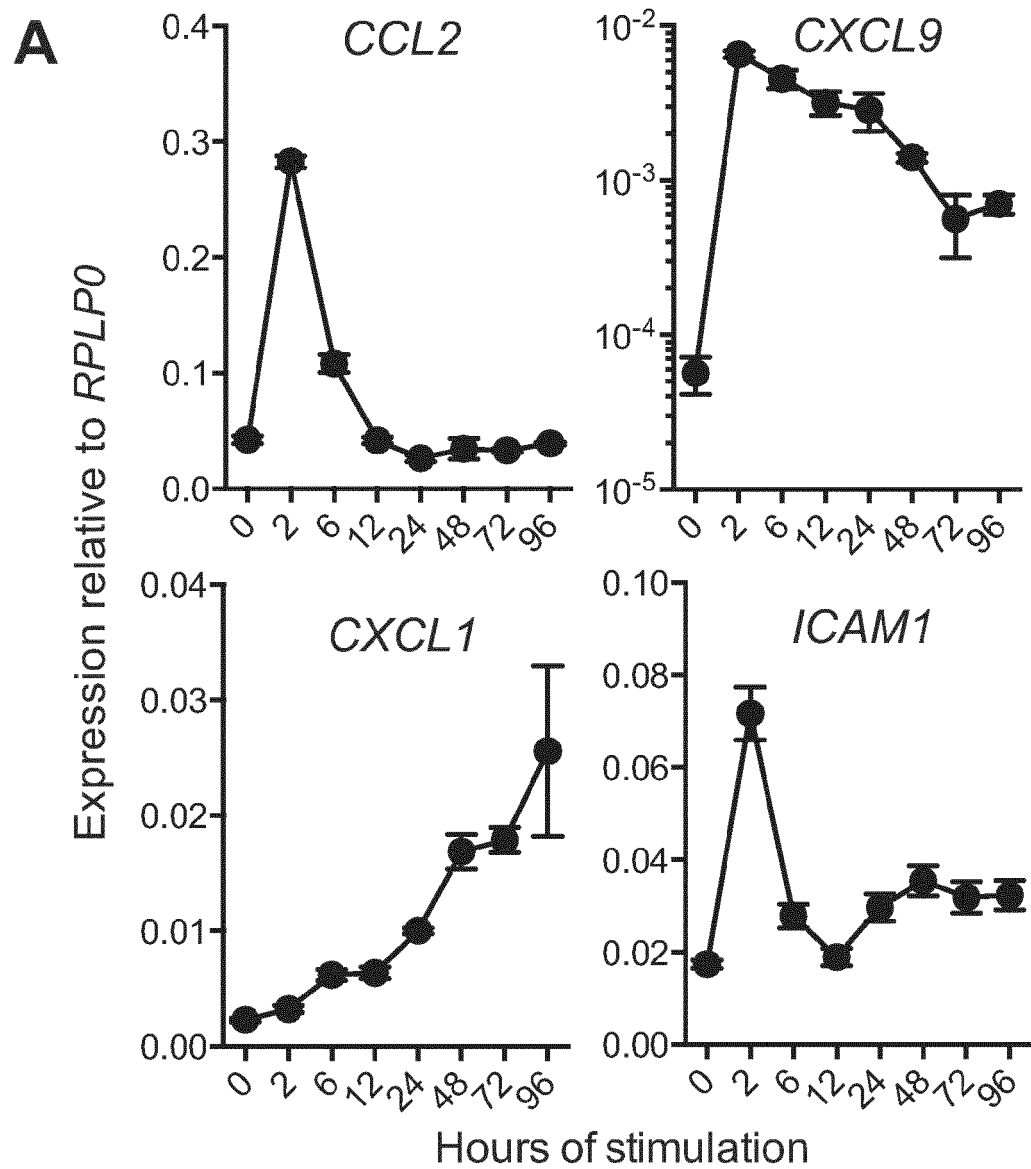 A
Expression relative to RPLP0
CCL2
0.4
0.3
0.2
0.1
0.0
0 2 6 12 24 48 72 96
CXCL9
10-2
10-3
10-4
10-5
0 2 6 12 24 48 72 96
CXCL1
0.04
0.03
0.02
0.01
0.00
0 2 6 12 24 48 72 96
ICAM1
0.10
0.08
0.06
0.04
0.02
0.00
0 2 6 12 24 48 72 96
Hours of stimulation